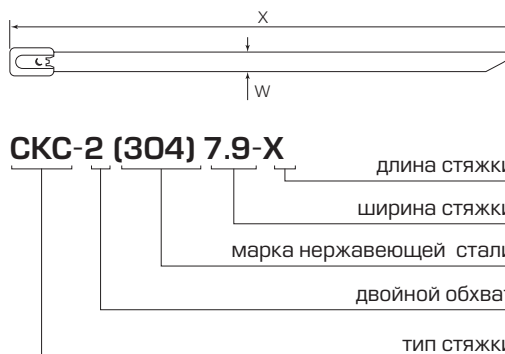 X
W
СКС-2 (304) 7.9-X
длина стяжки
ширина стяжки
марка нержавеющей стали
двойной обхват
тип стяжки